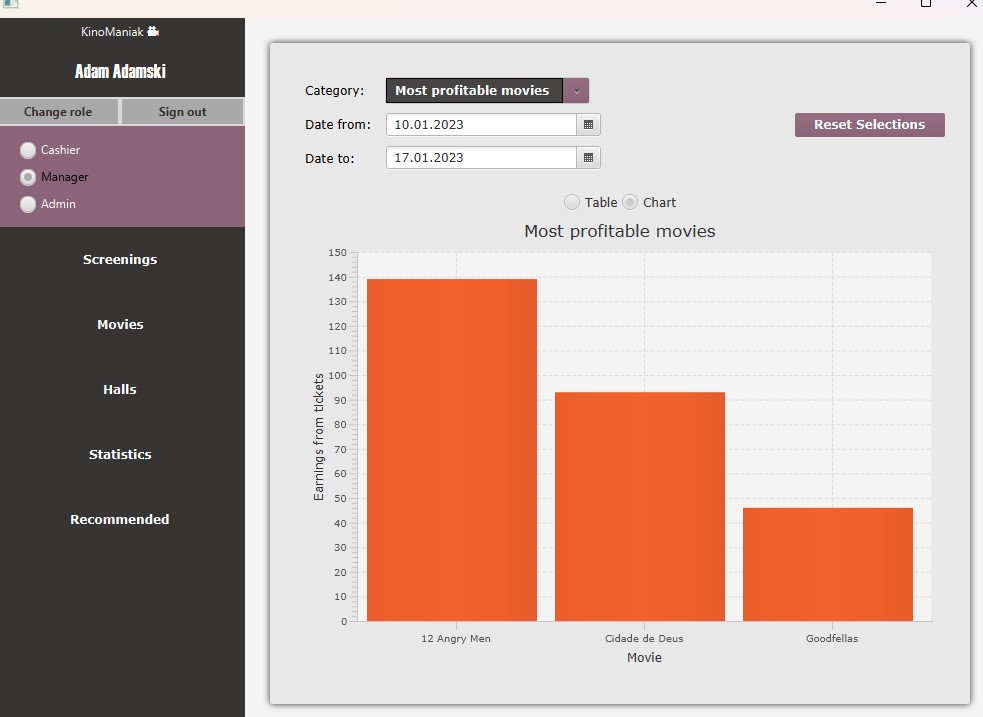 KinoManiak
Adam Adamski
Change role Sign out
Cashier
Manager
Admin
Screenings
Movies
Halls
Statistics
Recommended
Category: Most profitable movies
Date from: 10.01.2023
Reset Selections
Date to: 17.01.2023
Table Chart
Most profitable movies
150
140
130
120
110
100
90
80
70
60
50
40
30
20
10
0
Earnings from tickets
12 Angry Men Cidade de Deus Goodfellas
Movie